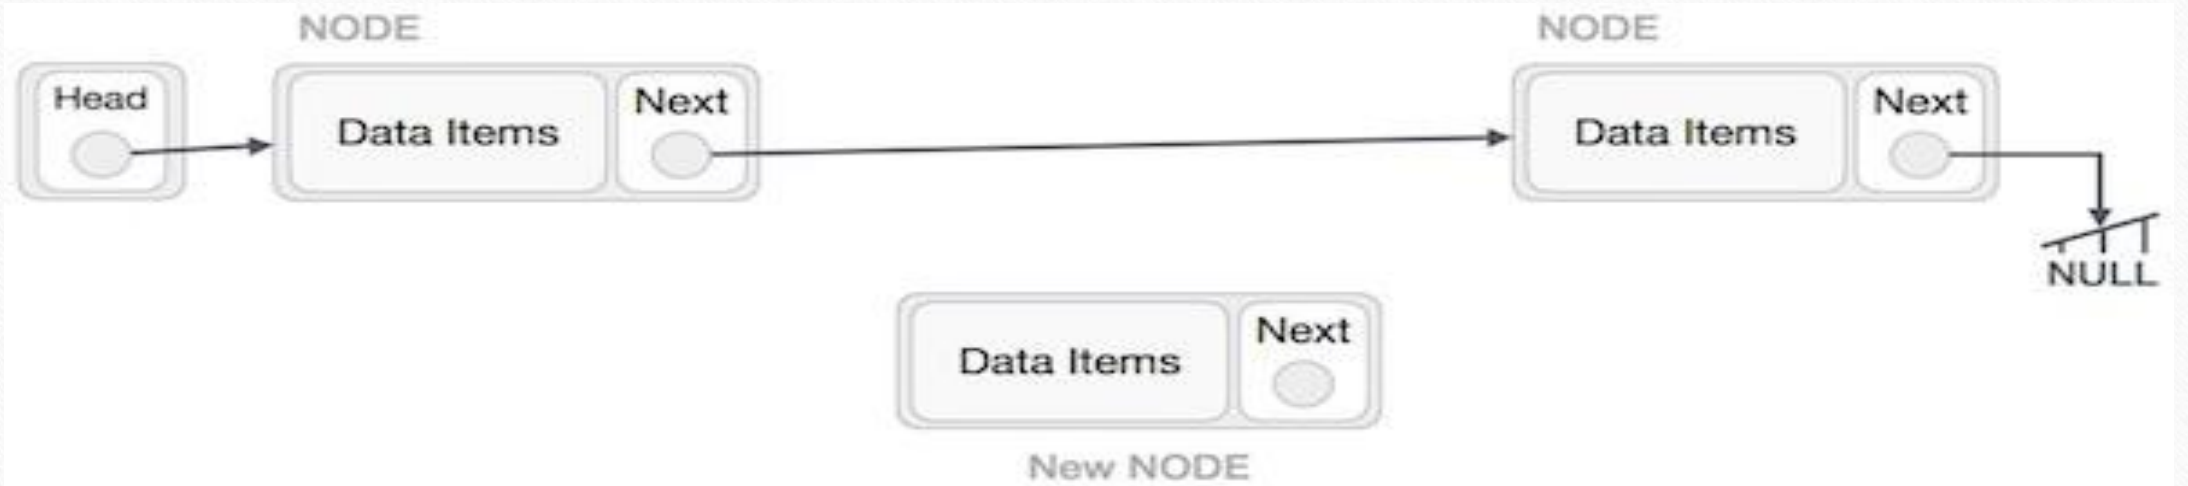 NODE
NODE
Head
Data Items
Next
Data Items
Next
NULL
Data Items
Next
New NODE